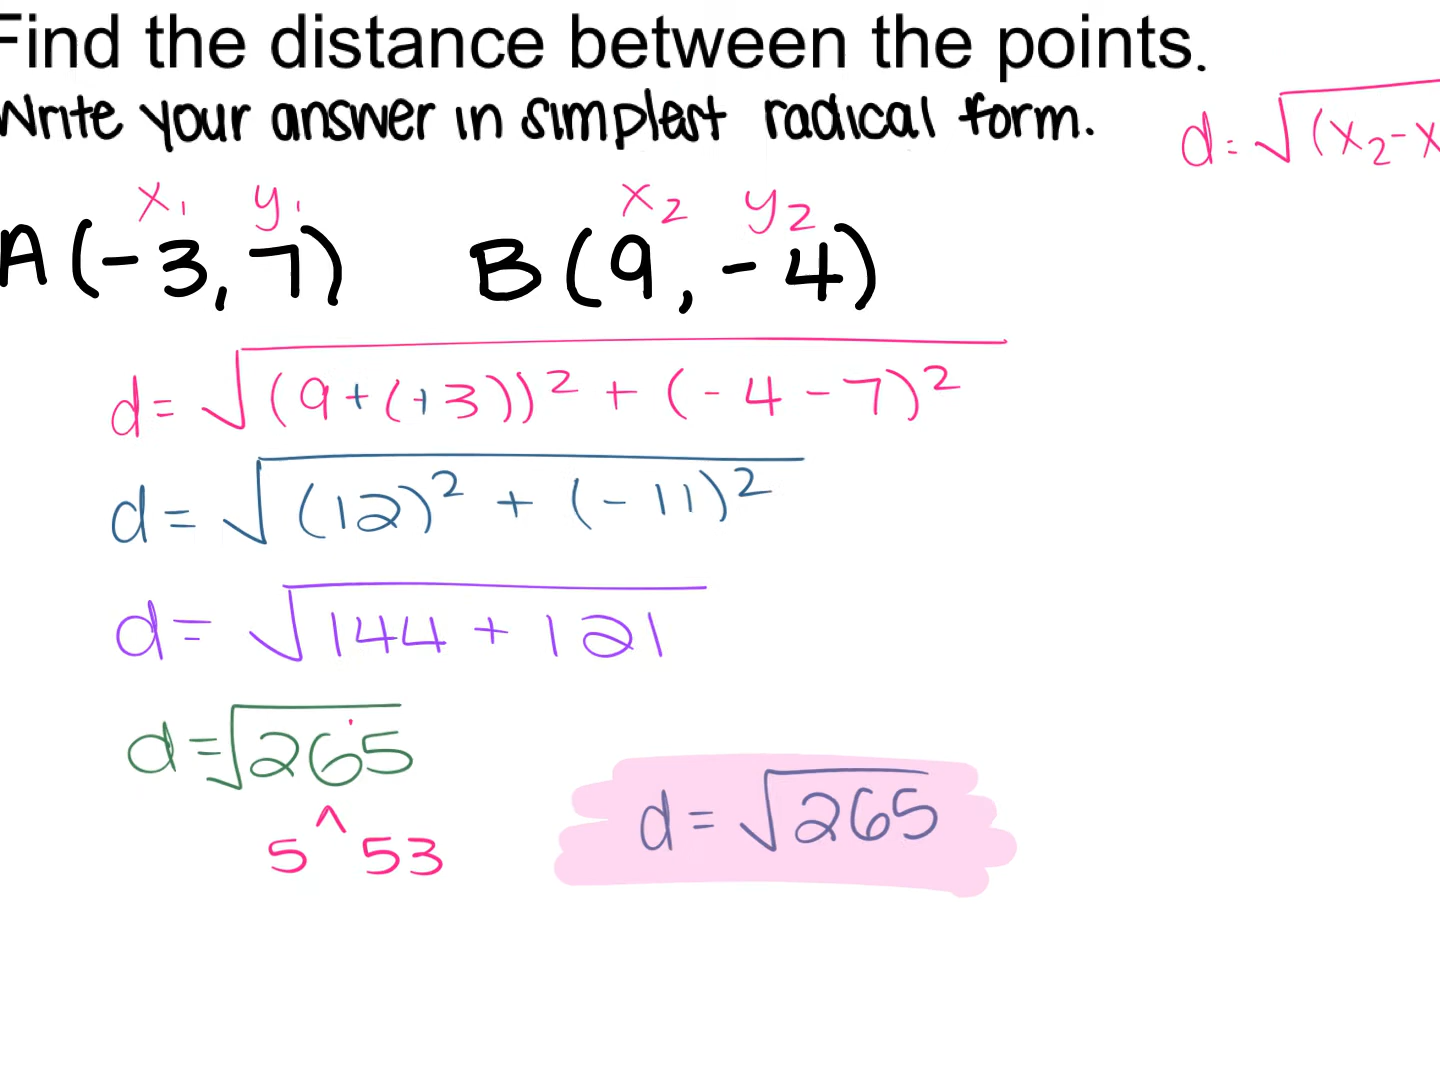 Find the distance between the points.
Write your answer in simplest radical form.
d = √(x₂ - x
x₁ y₁ x₂ y₂
A (-3, 7) B (9, -4)
d = √(9 + (+3))² + (-4 - 7)²
d = √(12)² + (-11)²
d = √144 + 121
d = √265
5 ^ 53
d = √265